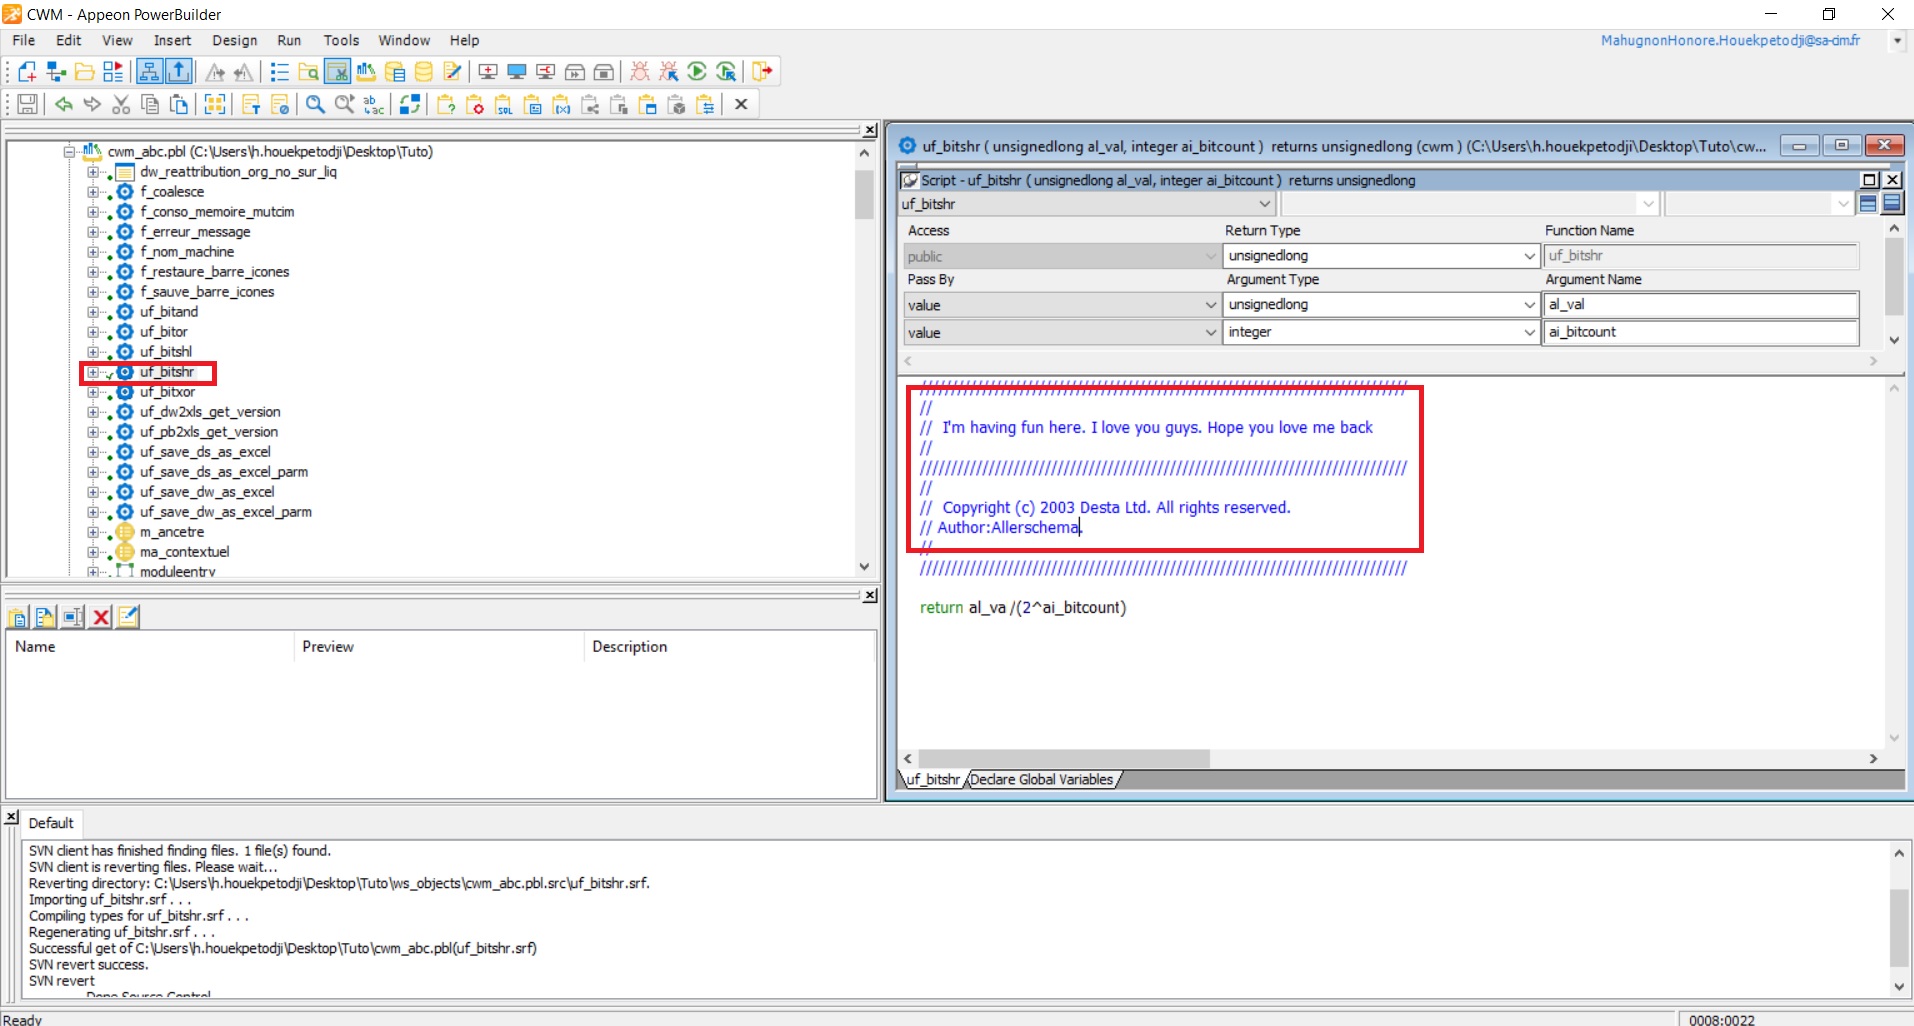 CWM - Appeon PowerBuilder
File Edit View Insert Design Run Tools Window Help
MahugnonHonore.Houekpetodji@sa-cim.fr
cwm_abc.pbl (C:\Users\h.houekpetodji\Desktop\Tuto)
dw_reattribution_org_no_sur_liq
f_coalesce
f_conso_memoire_mutcim
f_erreur_message
f_nom_machine
f_restaure_barre_icones
f_sauve_barre_icones
uf_bitand
uf_bitor
uf_bitshl
uf_bitshr
uf_bitxor
uf_dw2xls_get_version
uf_pb2xls_get_version
uf_save_ds_as_excel
uf_save_ds_as_excel_parm
uf_save_dw_as_excel
uf_save_dw_as_excel_parm
m_ancetre
ma_contextuel
moduleentry
Name Preview Description
uf_bitshr ( unsignedlong al_val, integer ai_bitcount ) returns unsignedlong (cwm ) (C:\Users\h.houekpetodji\Desktop\Tuto\cw...
Script - uf_bitshr ( unsignedlong al_val, integer ai_bitcount ) returns unsignedlong
uf_bitshr
Access Return Type Function Name
public unsignedlong uf_bitshr
Pass By Argument Type Argument Name
value unsignedlong al_val
value integer ai_bitcount
//////////////////////////////////////////////////////////////////////////////
//
// I'm having fun here. I love you guys. Hope you love me back
//
//////////////////////////////////////////////////////////////////////////////
//
// Copyright (c) 2003 Desta Ltd. All rights reserved.
// Author:Allerschema.
//
//////////////////////////////////////////////////////////////////////////////
return al_va /(2^ai_bitcount)
uf_bitshr Declare Global Variables
Default
SVN client has finished finding files. 1 file(s) found.
SVN client is reverting files. Please wait...
Reverting directory: C:\Users\h.houekpetodji\Desktop\Tuto\ws_objects\cwm_abc.pbl.src\uf_bitshr.srf.
Importing uf_bitshr.srf . . .
Compiling types for uf_bitshr.srf . . .
Regenerating uf_bitshr.srf . . .
Successful get of C:\Users\h.houekpetodji\Desktop\Tuto\cwm_abc.pbl(uf_bitshr.srf)
SVN revert success.
SVN revert
Done Source Control
Ready 0008:0022